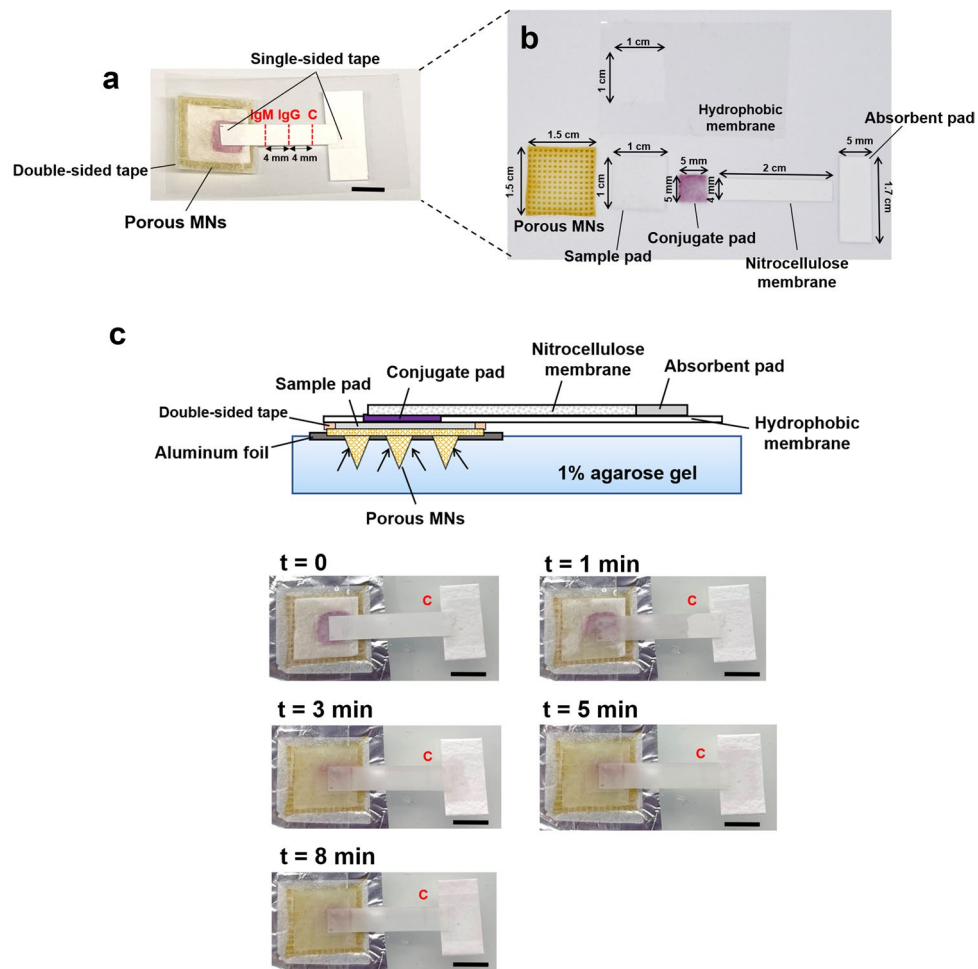 a
Single-sided tape
IgM IgG C
4 mm 4 mm
Double-sided tape
Porous MNs
b
1 cm
1 cm
Hydrophobic
membrane
Absorbent pad
1.5 cm
1.5 cm
1 cm
1 cm
5 mm
5 mm
4 mm
2 cm
5 mm
1.7 cm
Porous MNs
Sample pad
Conjugate pad
Nitrocellulose
membrane
c
Nitrocellulose
membrane
Absorbent pad
Conjugate pad
Sample pad
Double-sided tape
Aluminum foil
Hydrophobic
membrane
1% agarose gel
Porous MNs
t = 0
C
t = 1 min
C
t = 3 min
C
t = 5 min
C
t = 8 min
C